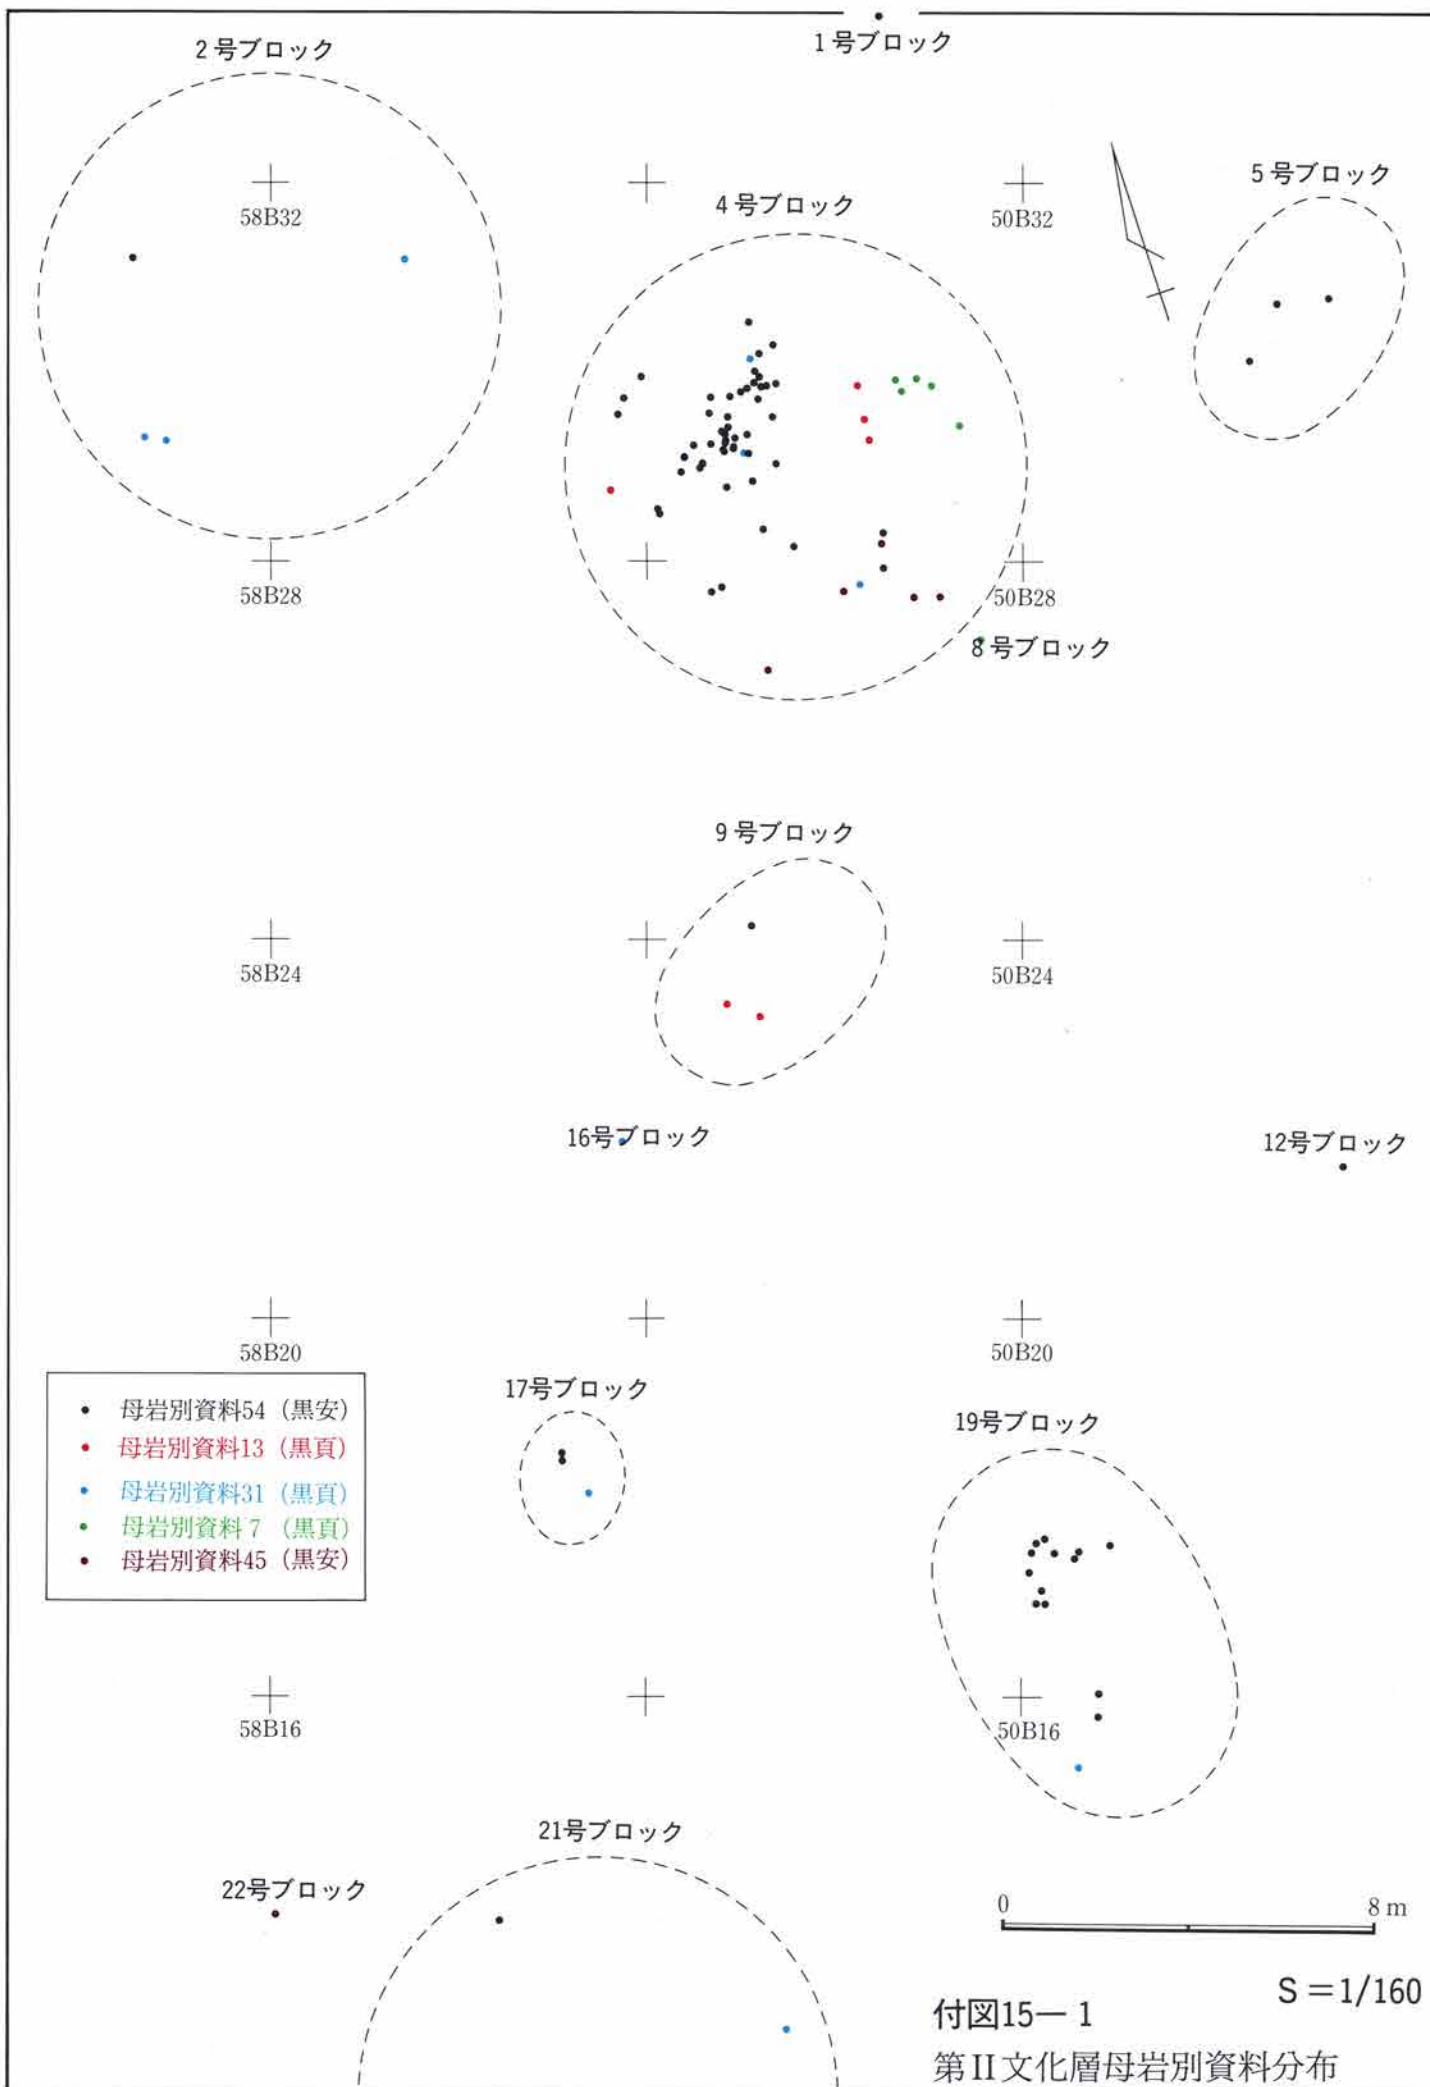 1号ブロック
2号ブロック
5号ブロック
4号ブロック
58B32
50B32
58B28
50B28
8号ブロック
9号ブロック
58B24
50B24
16号ブロック
12号ブロック
58B20
50B20
母岩別資料54（黒安）
母岩別資料13（黒頁）
母岩別資料31（黒頁）
母岩別資料 7 （黒頁）
母岩別資料45（黒安）
17号ブロック
19号ブロック
58B16
50B16
21号ブロック
22号ブロック
0 8 m
S＝1/160
付図15―1
第II文化層母岩別資料分布